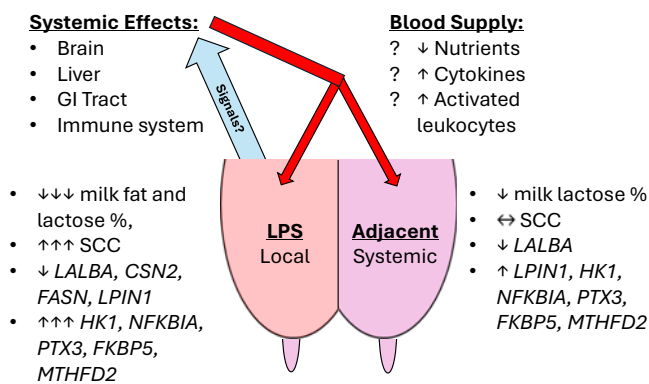 Systemic Effects:
• Brain
• Liver
• GI Tract
• Immune system
Signals?
Blood Supply:
? ↓ Nutrients
? ↑ Cytokines
? ↑ Activated
leukocytes
• ↓↓↓ milk fat and
lactose %,
• ↑↑↑ SCC
• ↓ LALBA, CSN2,
FASN, LPIN1
• ↑↑↑ HK1, NFKBIA,
PTX3, FKBP5,
MTHFD2
LPS
Local
Adjacent
Systemic
• ↓ milk lactose %
• ↔ SCC
• ↓ LALBA
• ↑ LPIN1, HK1,
NFKBIA, PTX3,
FKBP5, MTHFD2